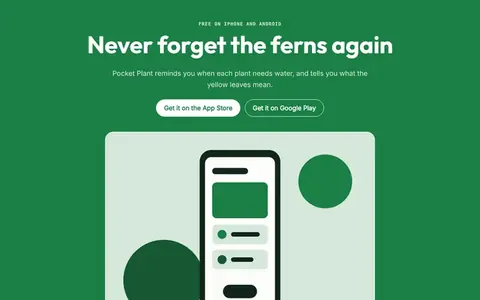 FREE ON IPHONE AND ANDROID
Never forget the ferns again
Pocket Plant reminds you when each plant needs water, and tells you what the
yellow leaves mean.
Get it on the App Store
Get it on Google Play